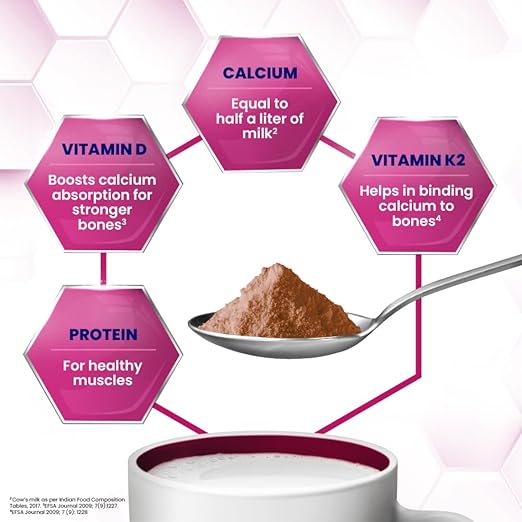 CALCIUM
Equal to
half a liter of
milk²
VITAMIN D
Boosts calcium
absorption for
stronger
bones³
VITAMIN K2
Helps in binding
calcium to
bones⁴
PROTEIN
For healthy
muscles
²Cow's milk as per Indian Food Composition
Tables, 2017. ³EFSA Journal 2009; 7(9):1227.
⁴EFSA Journal 2009; 7 (9): 1228